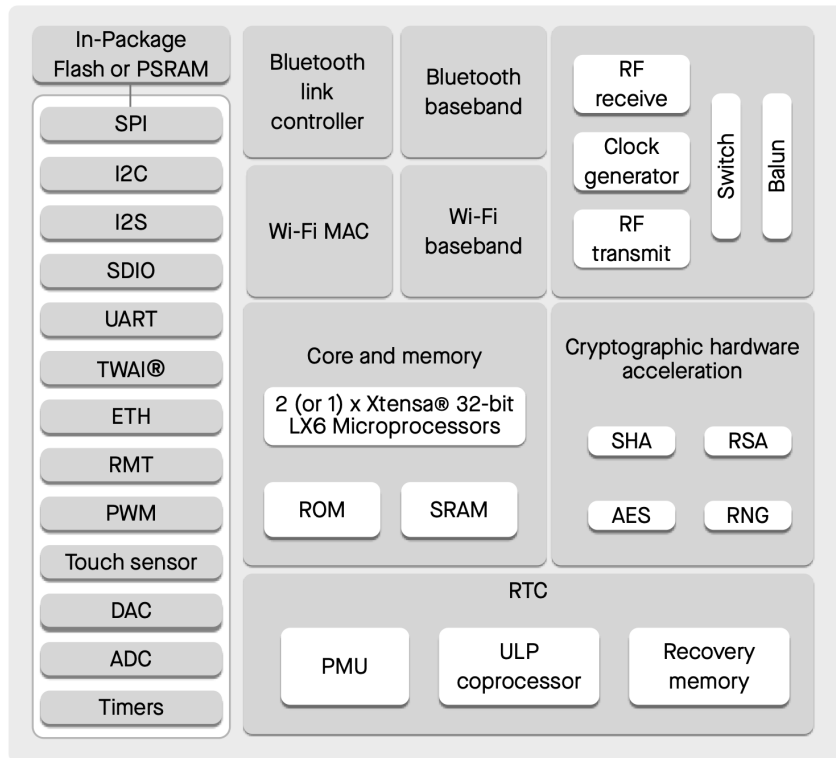 In-Package
Flash or PSRAM
SPI
I2C
I2S
SDIO
UART
TWAI®
ETH
RMT
PWM
Touch sensor
DAC
ADC
Timers
Bluetooth
link
controller
Bluetooth
baseband
Wi-Fi MAC
Wi-Fi
baseband
RF
receive
Clock
generator
RF
transmit
Switch
Balun
Core and memory
2 (or 1) x Xtensa® 32-bit
LX6 Microprocessors
ROM
SRAM
Cryptographic hardware
acceleration
SHA
RSA
AES
RNG
RTC
PMU
ULP
coprocessor
Recovery
memory